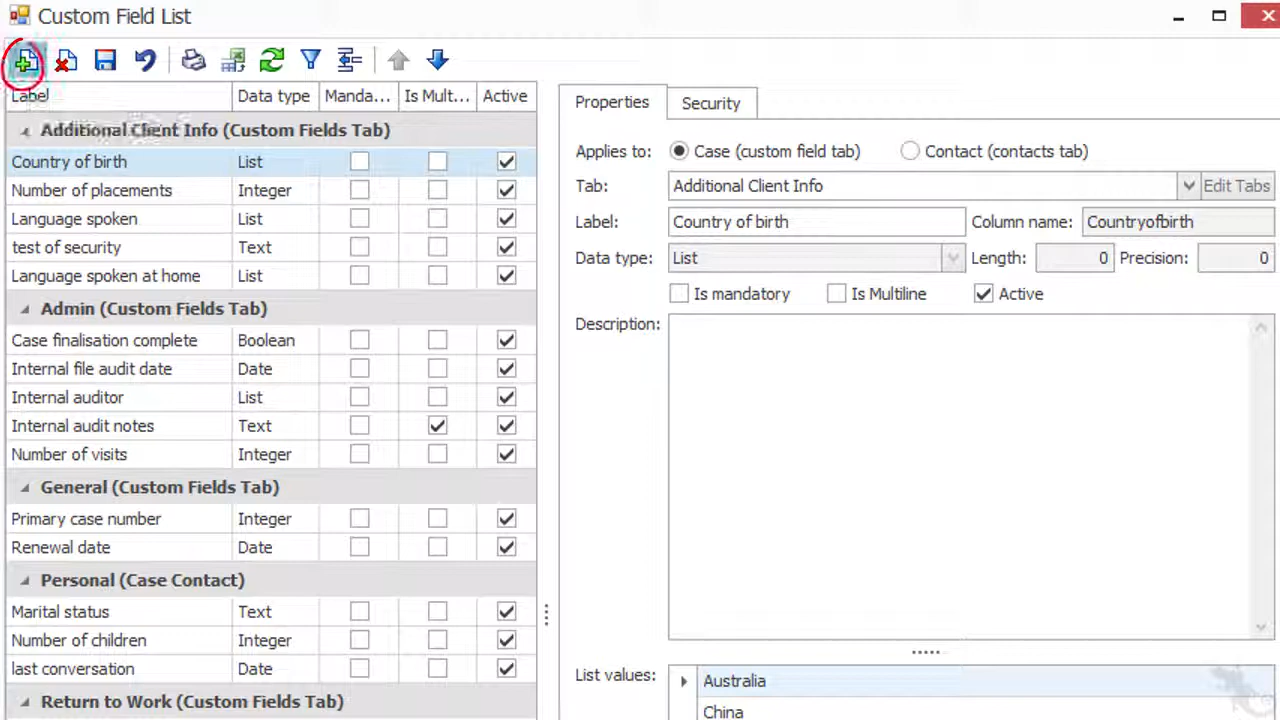 Custom Field List
Label Data type Manda... Is Mult... Active
Additional Client Info (Custom Fields Tab)
Country of birth List
Number of placements Integer
Language spoken List
test of security Text
Language spoken at home List
Admin (Custom Fields Tab)
Case finalisation complete Boolean
Internal file audit date Date
Internal auditor List
Internal audit notes Text
Number of visits Integer
General (Custom Fields Tab)
Primary case number Integer
Renewal date Date
Personal (Case Contact)
Marital status Text
Number of children Integer
last conversation Date
Return to Work (Custom Fields Tab)
Properties Security
Applies to: Case (custom field tab) Contact (contacts tab)
Tab: Additional Client Info Edit Tabs
Label: Country of birth Column name: Countryofbirth
Data type: List Length: 0 Precision: 0
Is mandatory Is Multiline Active
Description:
List values: Australia
China